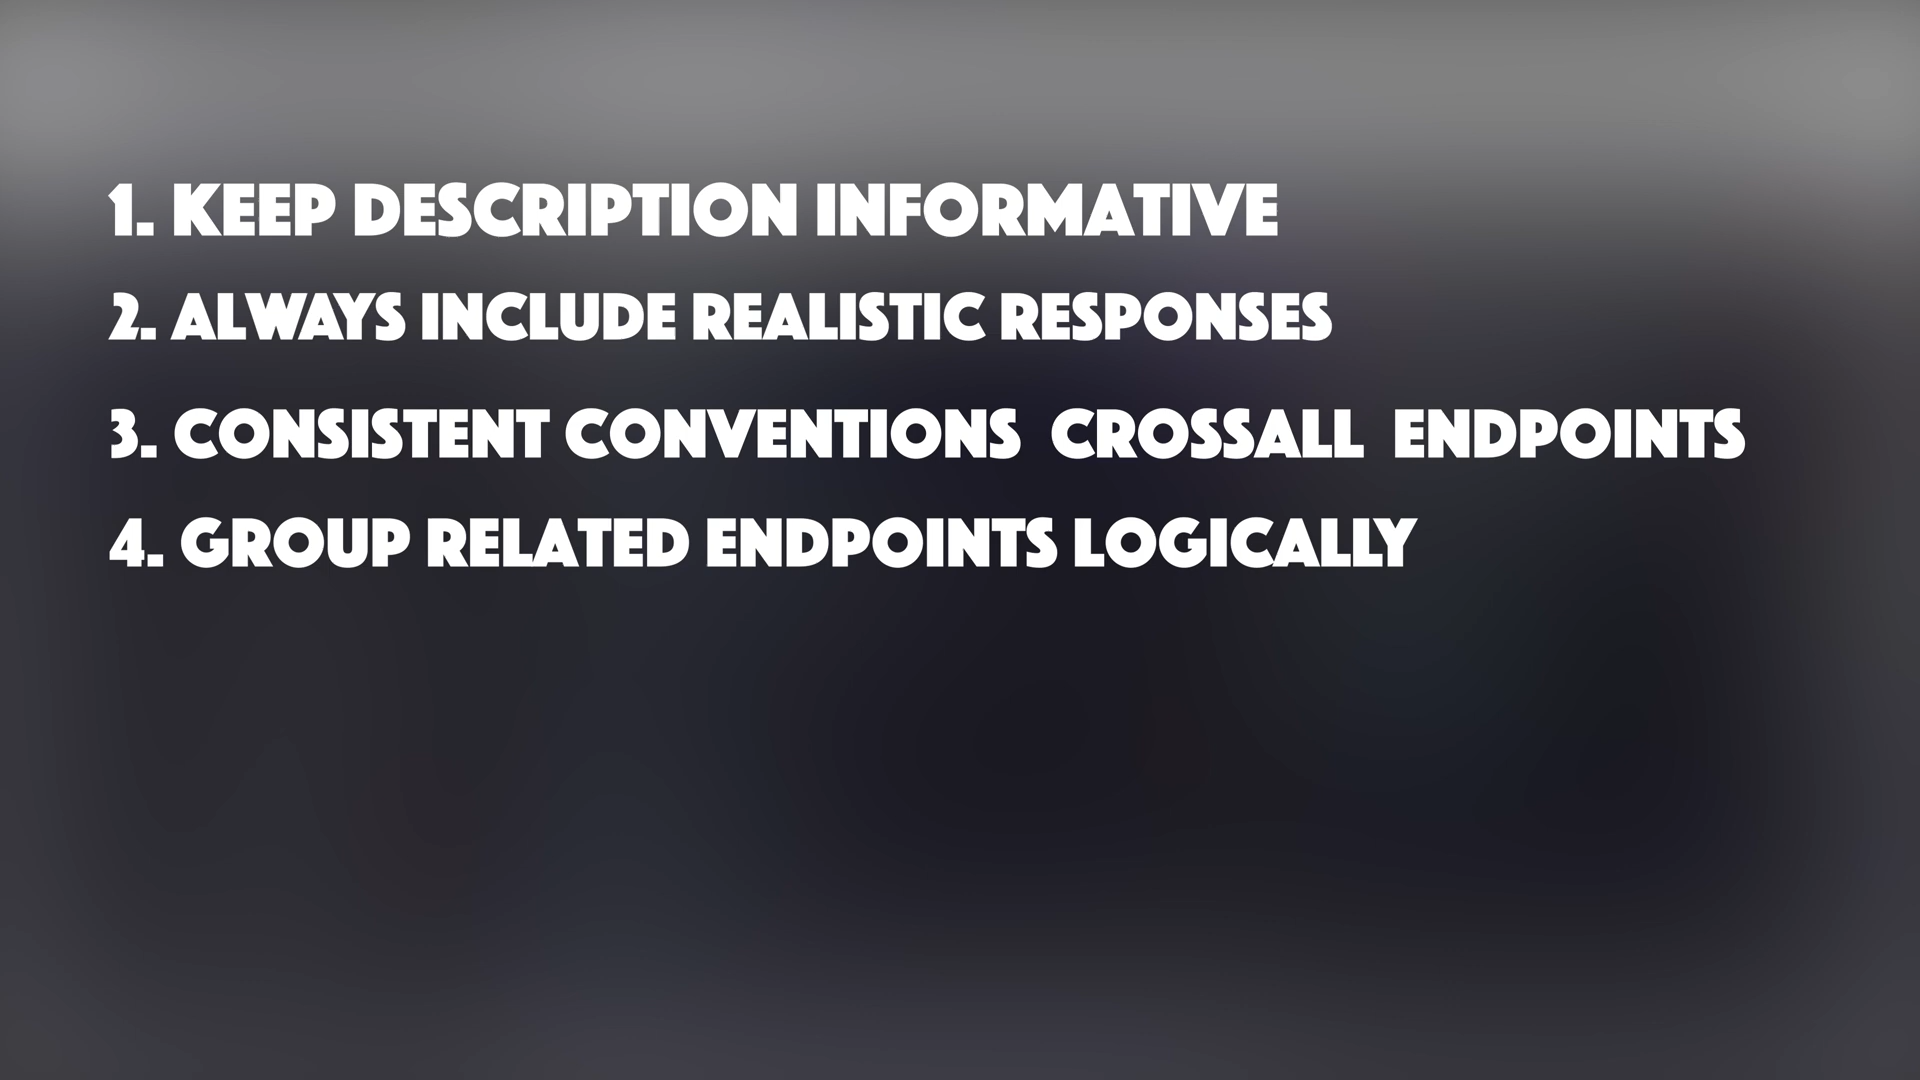 1. KEEP DESCRIPTION INFORMATIVE
2. ALWAYS INCLUDE REALISTIC RESPONSES
3. CONSISTENT CONVENTIONS  CROSSALL  ENDPOINTS
4. GROUP RELATED ENDPOINTS LOGICALLY